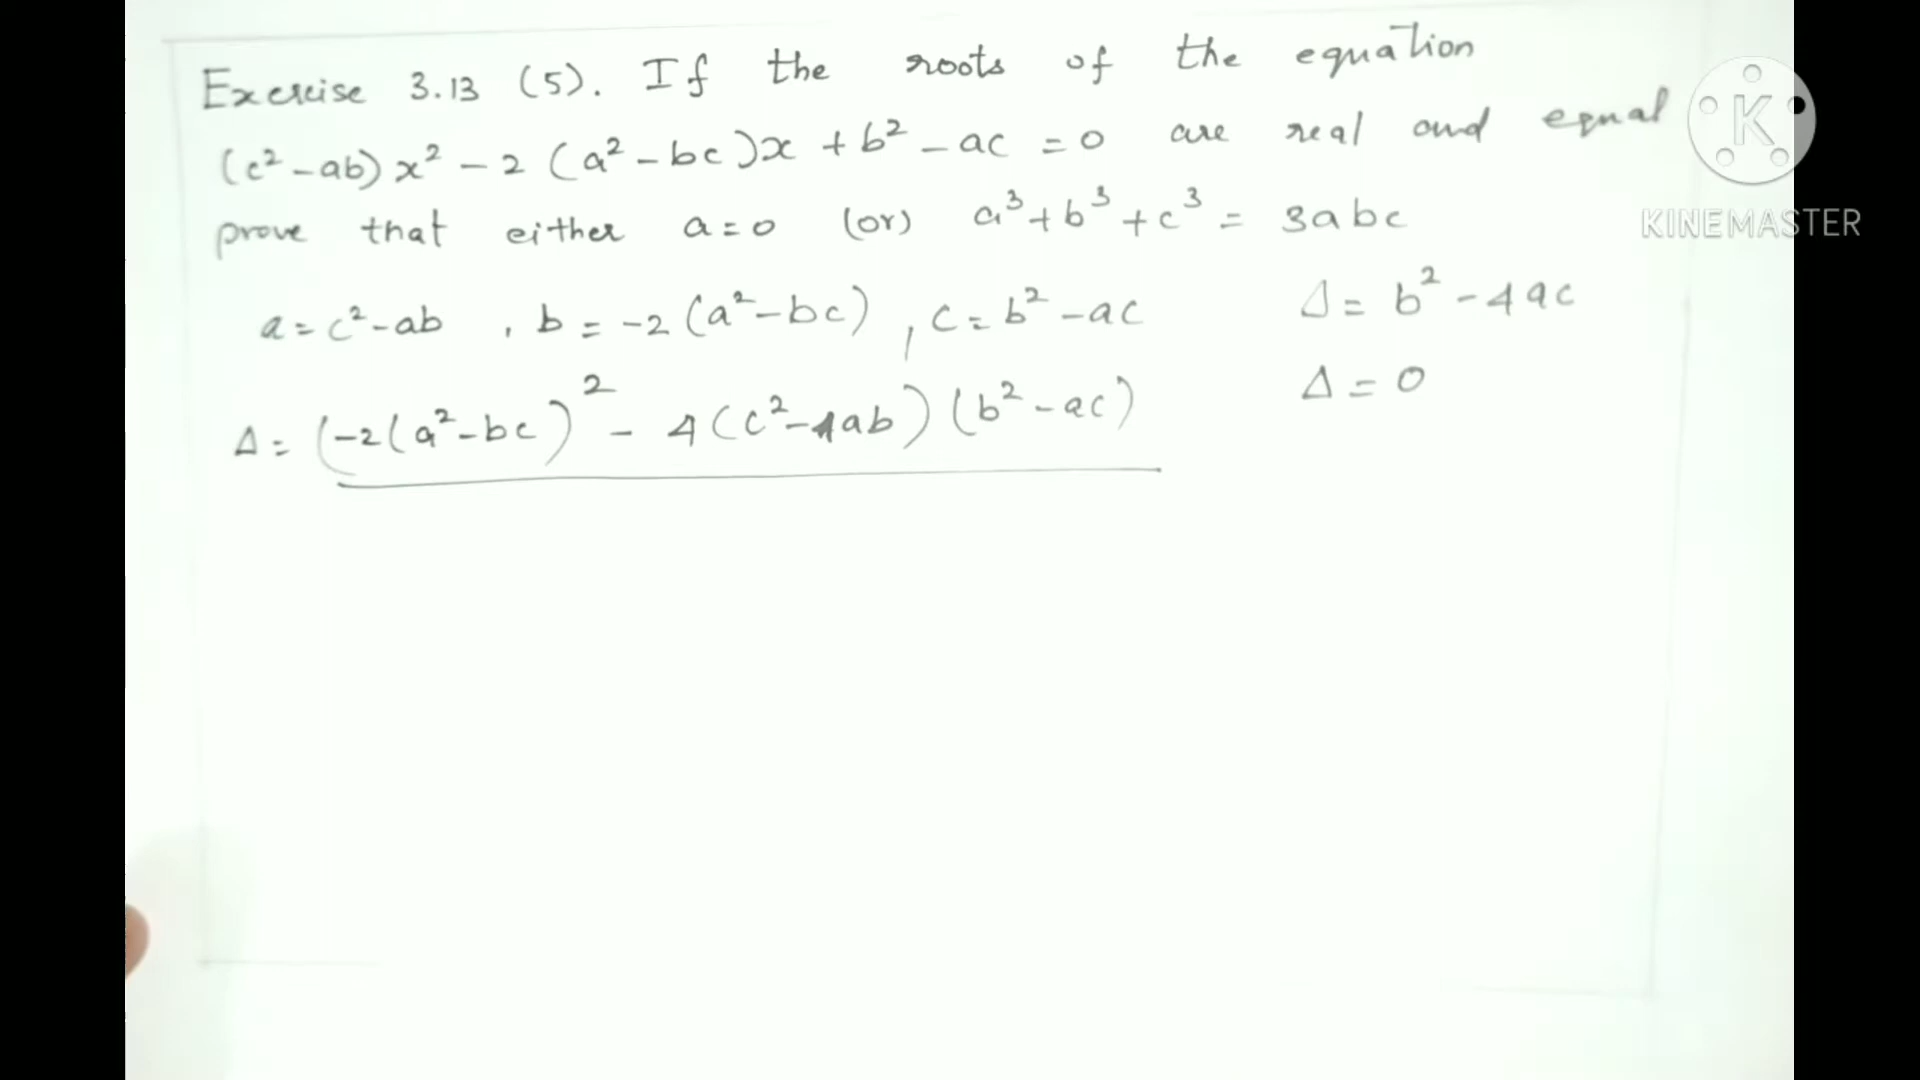 Exercise 3.13 (5). If the roots of the equation
(c² - ab) x² - 2 (a² - bc)x + b² - ac = 0 are real and equal
prove that either a = 0 (or) a³ + b³ + c³ = 3abc
a = c² - ab , b = -2 (a² - bc) , c = b² - ac
Δ = b² - 4ac
Δ = 0
Δ = (-2(a² - bc)² - 4(c² - 4ab) (b² - ac)
K
KINEMASTER